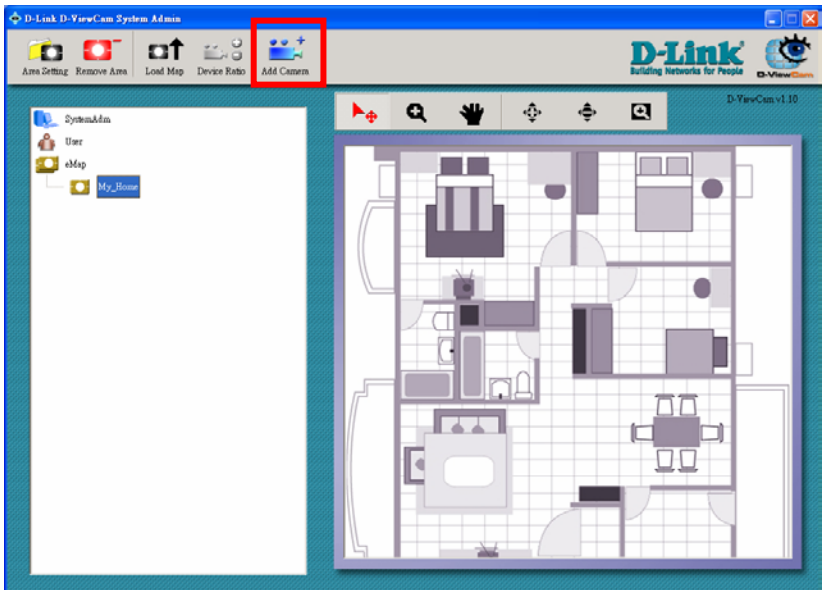 D-Link D-ViewCam System Admin
Area Setting Remove Area Load Map Device Ratio Add Camera
D-Link
Building Networks for People
D-ViewCam
D-ViewCam v1.10
SystemAdm
User
eMap
My_Home